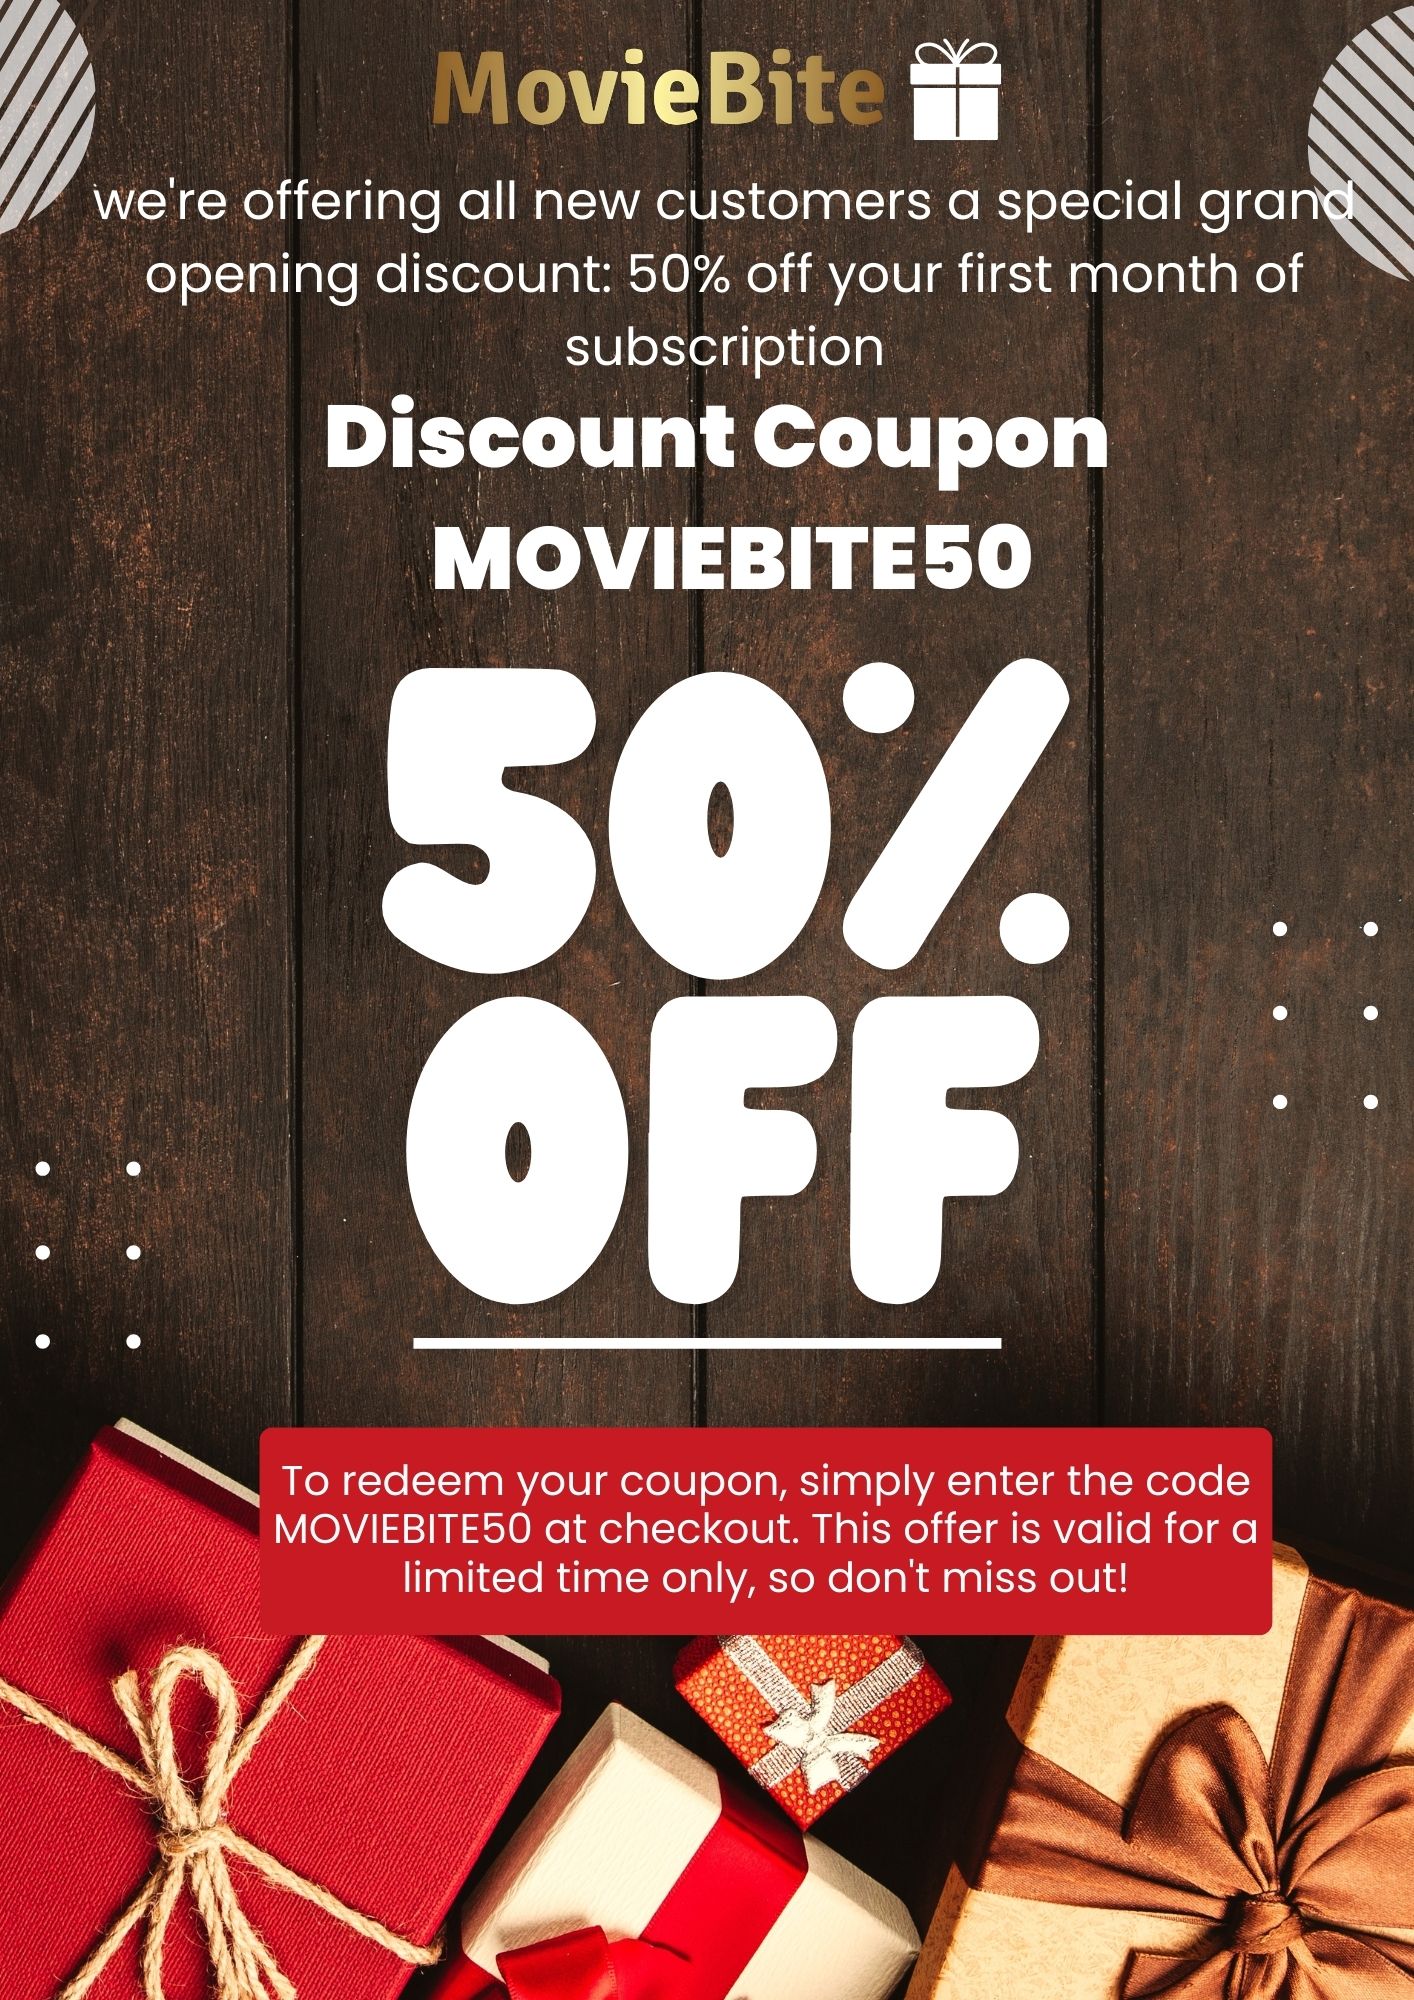 MovieBite
we're offering all new customers a special grand
opening discount: 50% off your first month of
subscription
Discount Coupon
MOVIEBITE50
50%
OFF
To redeem your coupon, simply enter the code
MOVIEBITE50 at checkout. This offer is valid for a
limited time only, so don't miss out!